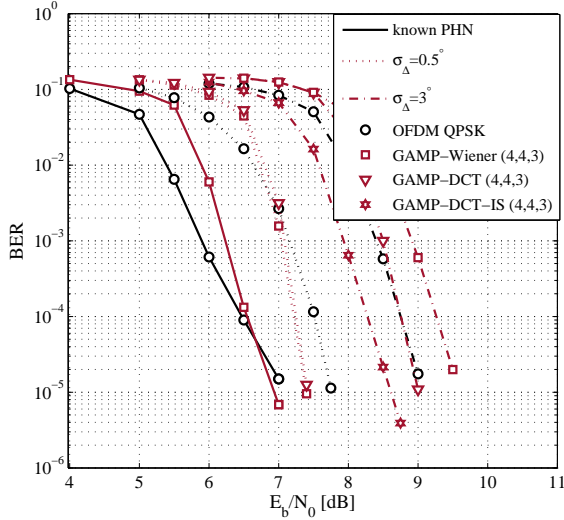 10^0
10^-1
10^-2
10^-3
10^-4
10^-5
10^-6
BER
4 5 6 7 8 9 10 11
E_b/N_0 [dB]
known PHN
σ_Δ=0.5°
σ_Δ=3°
OFDM QPSK
GAMP−Wiener (4,4,3)
GAMP−DCT (4,4,3)
GAMP−DCT−IS (4,4,3)